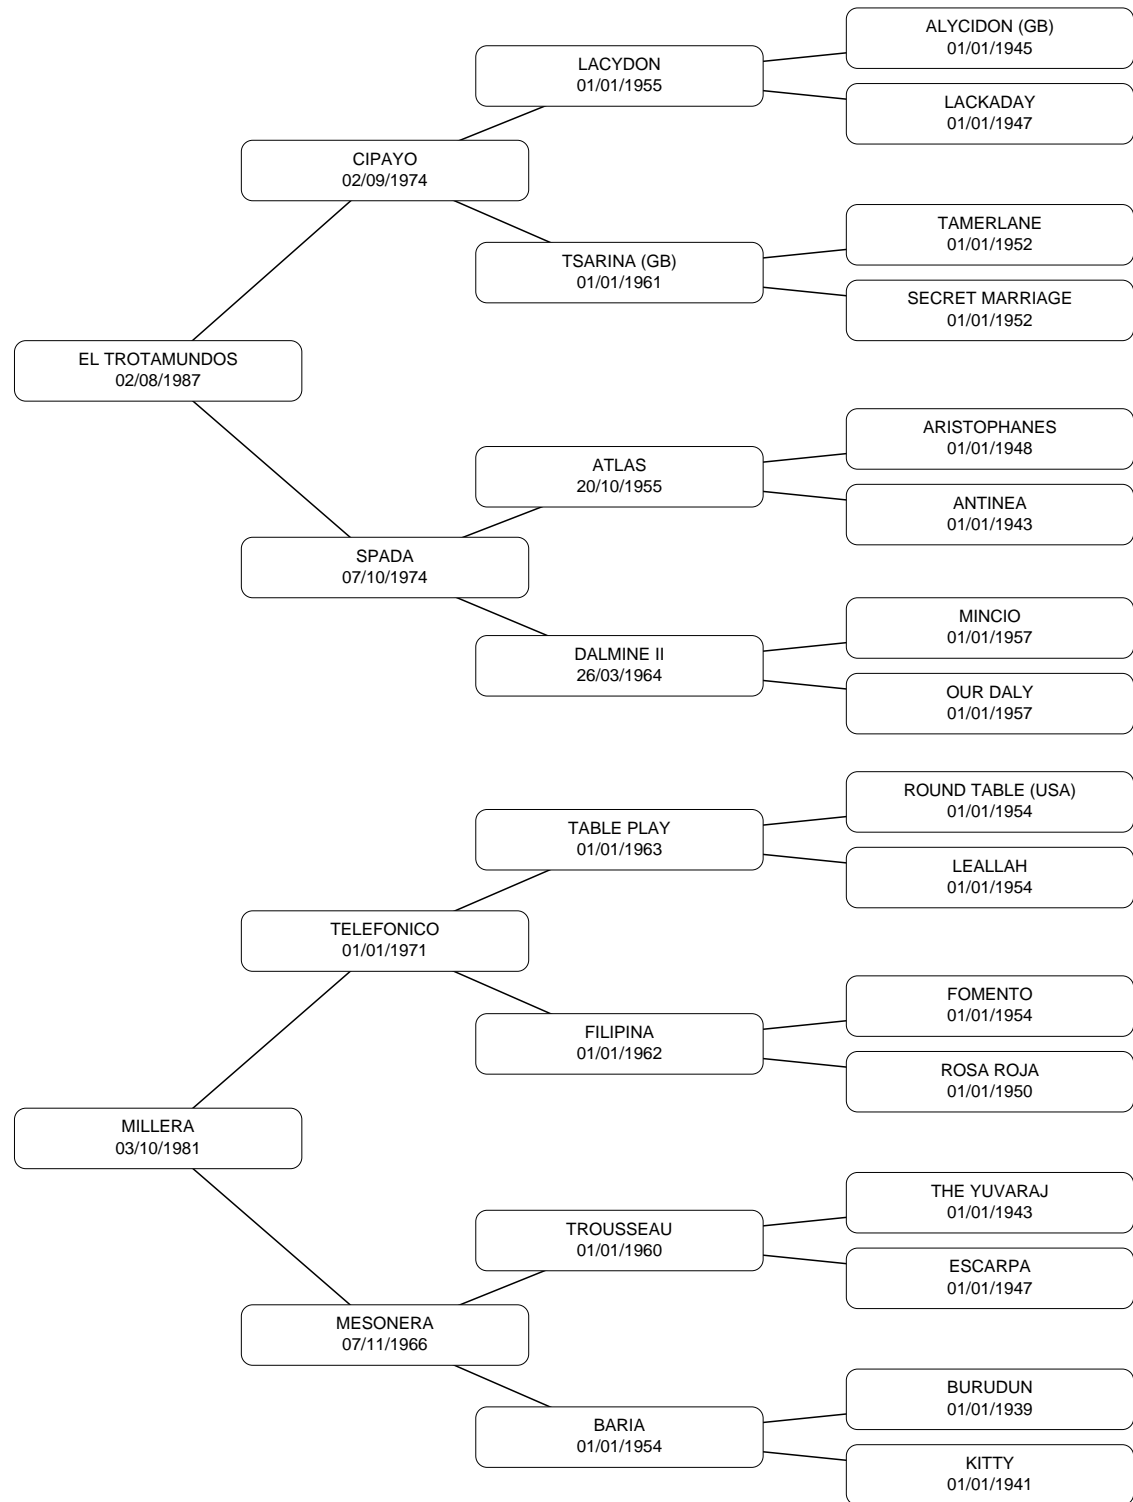 ALYCIDON (GB)
01/01/1945
LACYDON
01/01/1955
LACKADAY
01/01/1947
CIPAYO
02/09/1974
TAMERLANE
01/01/1952
TSARINA (GB)
01/01/1961
SECRET MARRIAGE
01/01/1952
EL TROTAMUNDOS
02/08/1987
ARISTOPHANES
01/01/1948
ATLAS
20/10/1955
ANTINEA
01/01/1943
SPADA
07/10/1974
MINCIO
01/01/1957
DALMINE II
26/03/1964
OUR DALY
01/01/1957
ROUND TABLE (USA)
01/01/1954
TABLE PLAY
01/01/1963
LEALLAH
01/01/1954
TELEFONICO
01/01/1971
FOMENTO
01/01/1954
FILIPINA
01/01/1962
ROSA ROJA
01/01/1950
MILLERA
03/10/1981
THE YUVARAJ
01/01/1943
TROUSSEAU
01/01/1960
ESCARPA
01/01/1947
MESONERA
07/11/1966
BURUDUN
01/01/1939
BARIA
01/01/1954
KITTY
01/01/1941